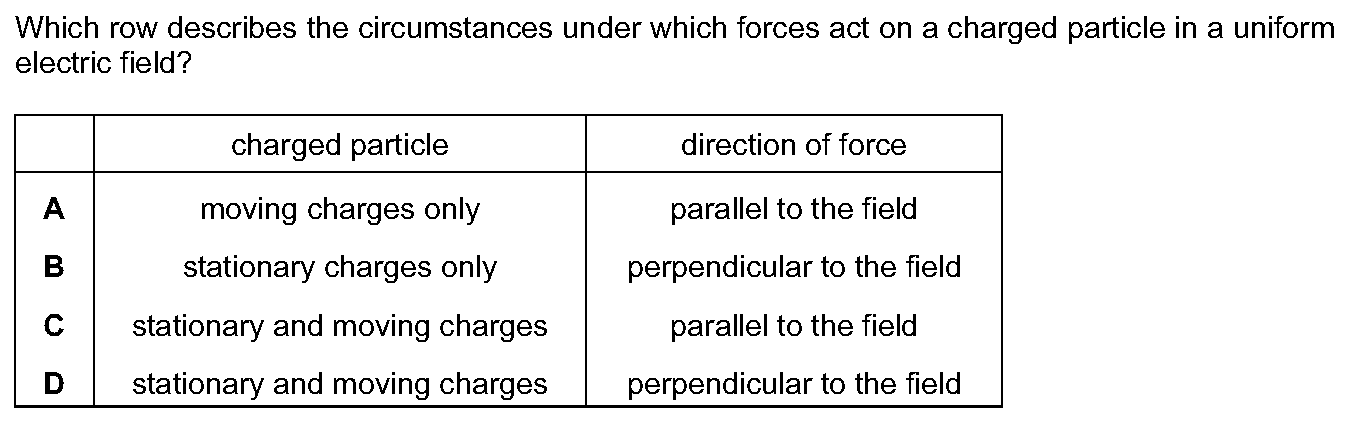 Which row describes the circumstances under which forces act on a charged particle in a uniform
electric field?
charged particle direction of force
A moving charges only parallel to the field
B stationary charges only perpendicular to the field
C stationary and moving charges parallel to the field
D stationary and moving charges perpendicular to the field